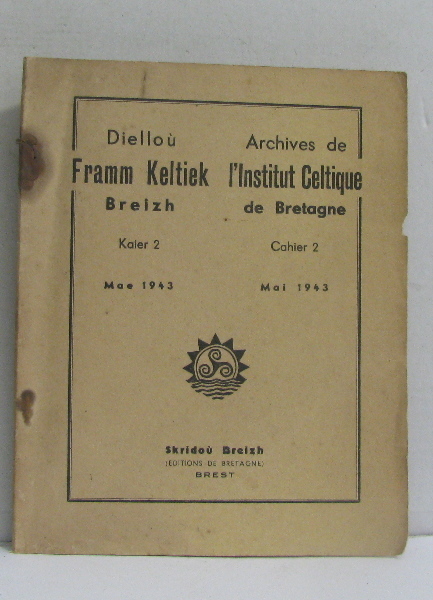 Dielloù
Framm Keltiek
Breizh
Kaier 2
Mae 1943
Archives de
l'Institut Celtique
de Bretagne
Cahier 2
Mai 1943
Skridoù Breizh
(EDITIONS DE BRETAGNE)
BREST